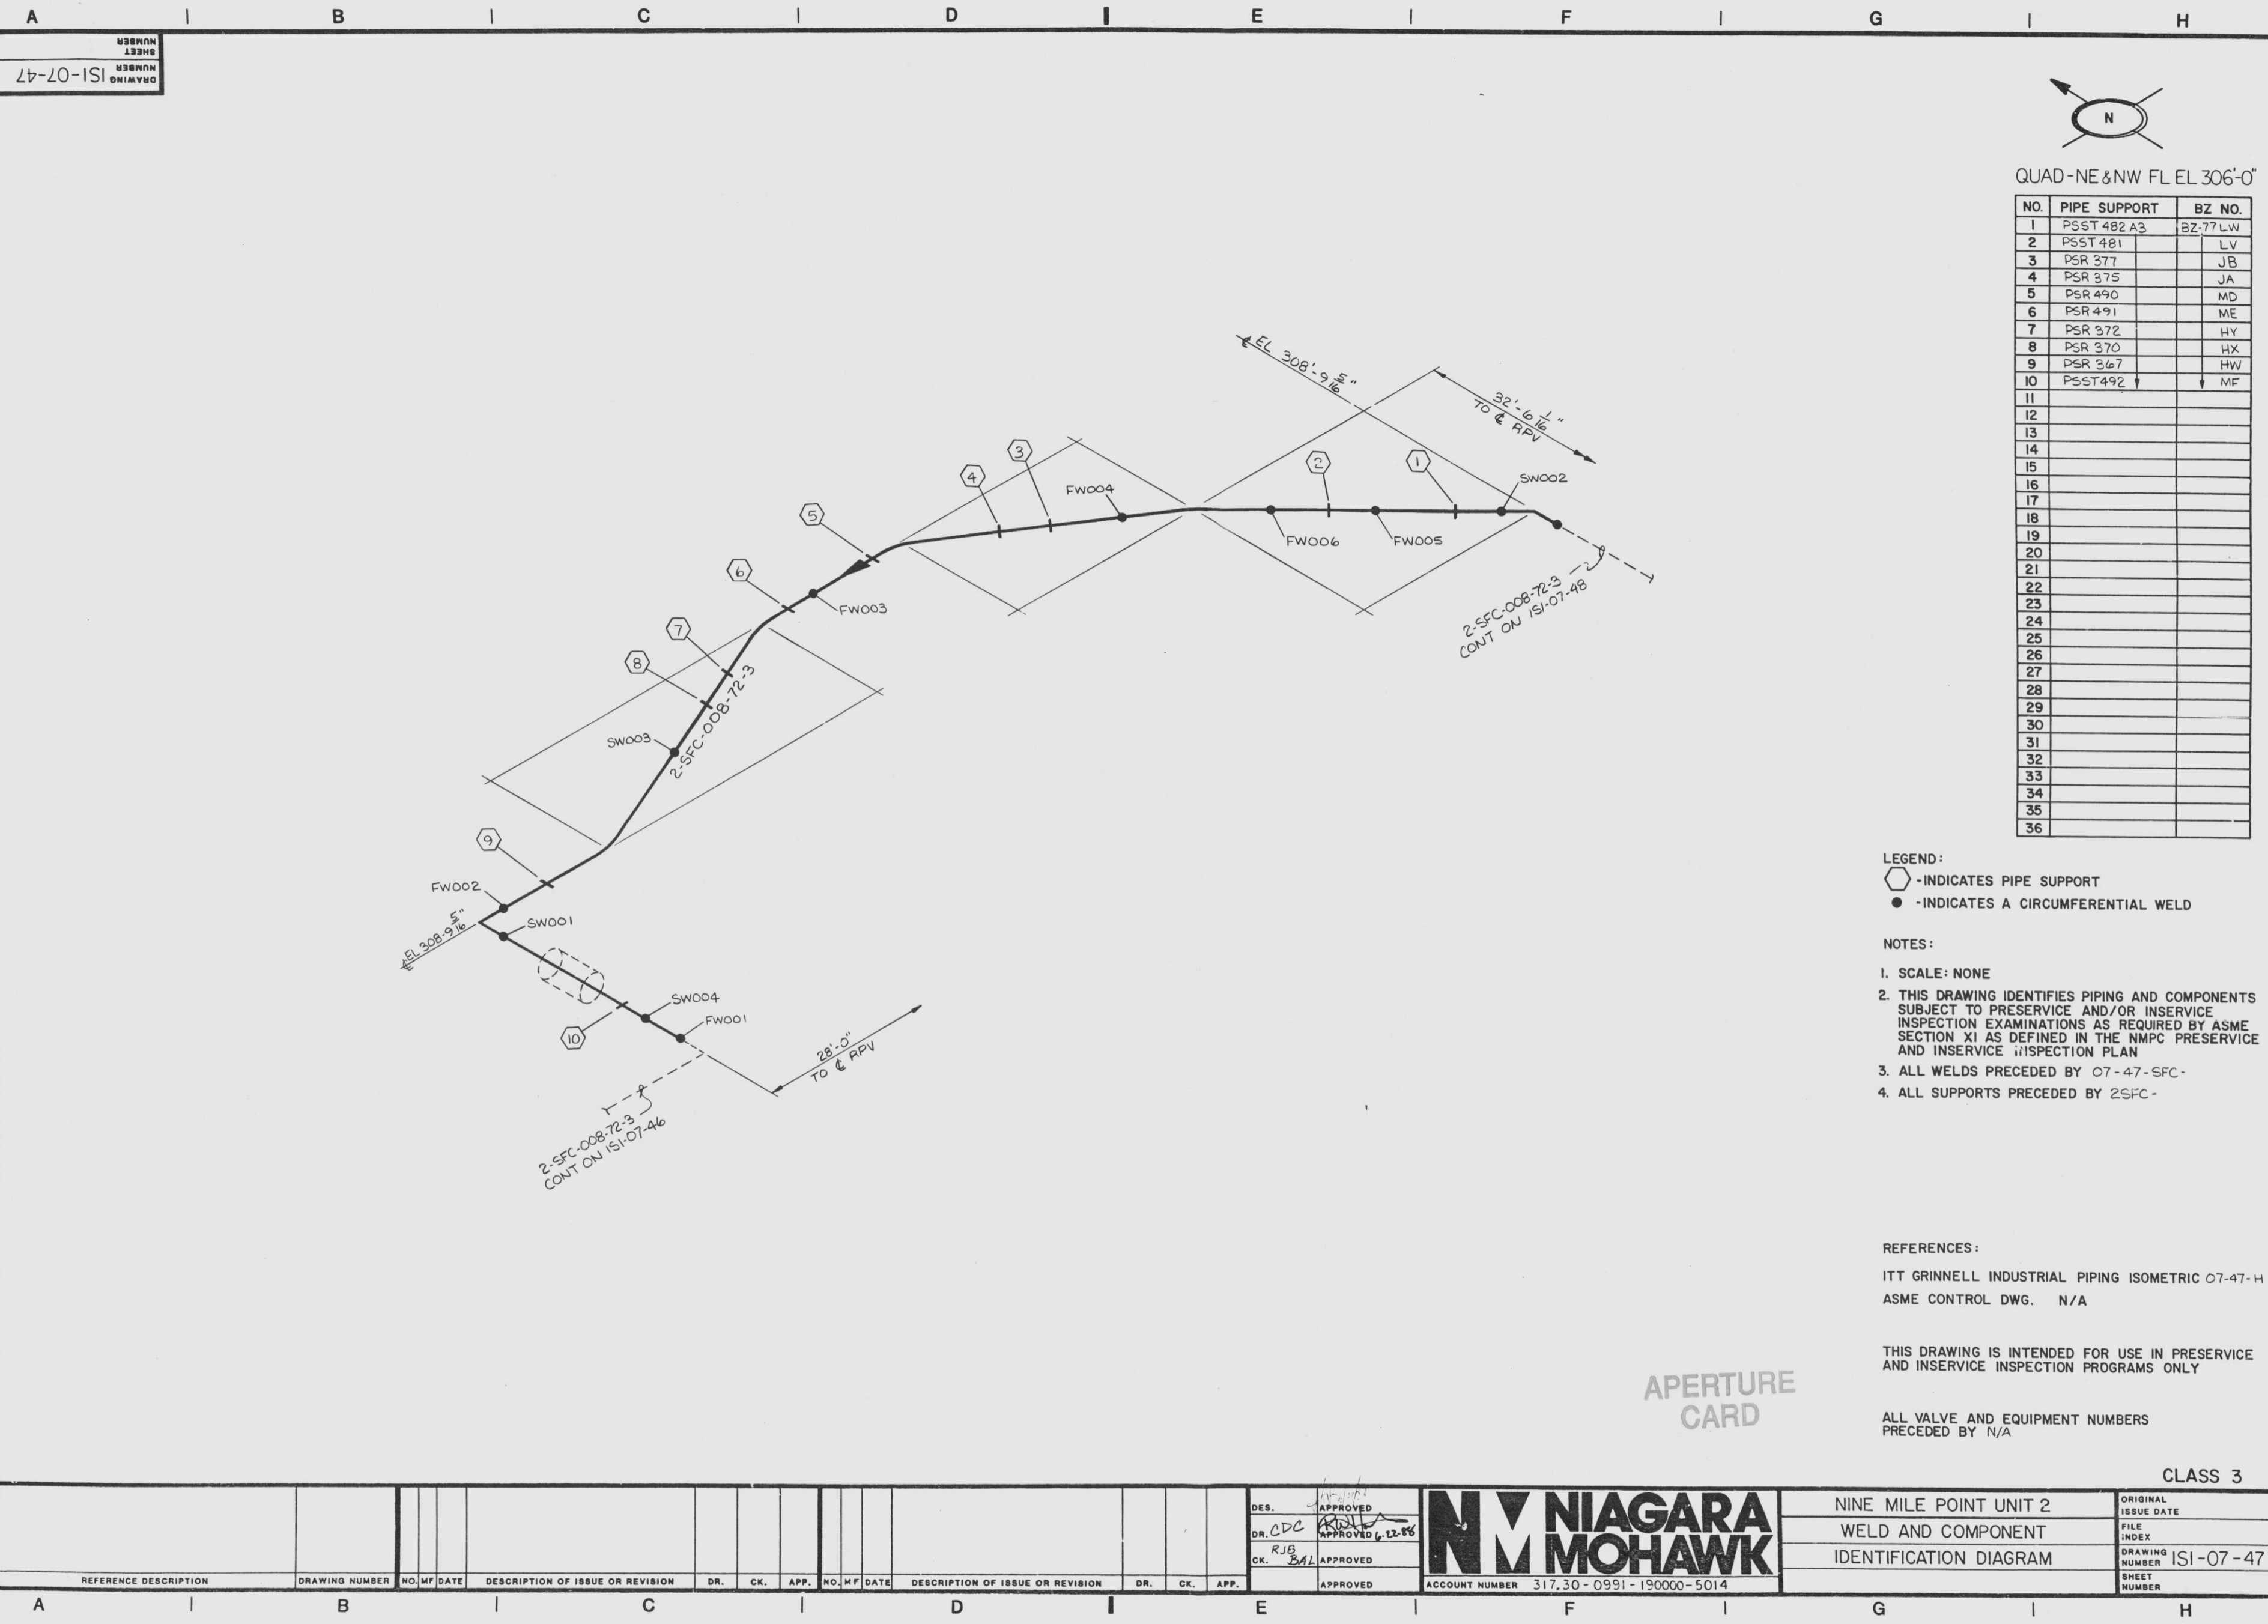 A B C D E F G H
DRAWING NUMBER ISI-07-47
SHEET NUMBER
N
QUAD-NE&NW FL EL 306'-0"
NO. PIPE SUPPORT BZ NO.
1 PSST 482 A3 BZ-77 LW
2 PSST 481 LV
3 PSR 377 JB
4 PSR 375 JA
5 PSR 490 MD
6 PSR 491 ME
7 PSR 372 HY
8 PSR 370 HX
9 PSR 367 HW
10 PSST 492 MF
11
12
13
14
15
16
17
18
19
20
21
22
23
24
25
26
27
28
29
30
31
32
33
34
35
36
℄ EL 308'-9 5/16"
32'-6 1/16"
TO ℄ RPV
1
2
3
4
5
6
7
8
9
10
SW002
FW004
FW006
FW005
FW003
2-SFC-008-72-3
CONT ON ISI-07-48
2-SFC-008-72-3
SW003
FW002
SW001
℄ EL 308-9 5/16"
SW004
FW001
28'-0"
TO ℄ RPV
2-SFC-008-72-3
CONT ON ISI-07-46
LEGEND:
-INDICATES PIPE SUPPORT
-INDICATES A CIRCUMFERENTIAL WELD
NOTES:
1. SCALE: NONE
2. THIS DRAWING IDENTIFIES PIPING AND COMPONENTS
SUBJECT TO PRESERVICE AND/OR INSERVICE
INSPECTION EXAMINATIONS AS REQUIRED BY ASME
SECTION XI AS DEFINED IN THE NMPC PRESERVICE
AND INSERVICE INSPECTION PLAN
3. ALL WELDS PRECEDED BY 07-47-SFC-
4. ALL SUPPORTS PRECEDED BY 2SFC-
REFERENCES:
ITT GRINNELL INDUSTRIAL PIPING ISOMETRIC 07-47-H
ASME CONTROL DWG. N/A
THIS DRAWING IS INTENDED FOR USE IN PRESERVICE
AND INSERVICE INSPECTION PROGRAMS ONLY
APERTURE
CARD
ALL VALVE AND EQUIPMENT NUMBERS
PRECEDED BY N/A
CLASS 3
REFERENCE DESCRIPTION DRAWING NUMBER NO. MF DATE DESCRIPTION OF ISSUE OR REVISION DR. CK. APP. NO. MF DATE DESCRIPTION OF ISSUE OR REVISION DR. CK. APP.
DES. APPROVED
DR. CDC APPROVED 6-22-88
CK. RJB BAL APPROVED
APPROVED
NM NIAGARA
MOHAWK
ACCOUNT NUMBER 317.30-0991-190000-5014
NINE MILE POINT UNIT 2
WELD AND COMPONENT
IDENTIFICATION DIAGRAM
ORIGINAL ISSUE DATE
FILE INDEX
DRAWING NUMBER ISI-07-47
SHEET NUMBER
A B C D E F G H